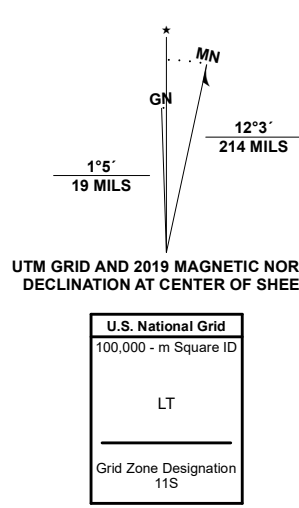 ★
MN
GN
12°3´
214 MILS
1°5´
19 MILS
UTM GRID AND 2019 MAGNETIC NOR
DECLINATION AT CENTER OF SHEE
U.S. National Grid
100,000 - m Square ID
LT
Grid Zone Designation
11S